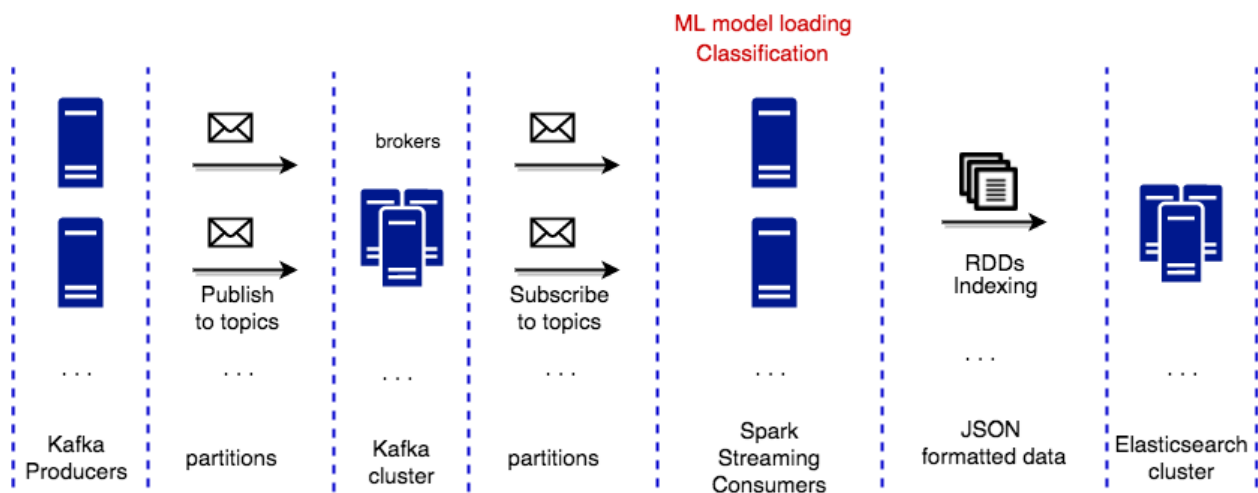 ML model loading
Classification
brokers
Publish
to topics
Subscribe
to topics
RDDs
Indexing
. . .
. . .
. . .
. . .
. . .
. . .
. . .
Kafka
Producers
partitions
Kafka
cluster
partitions
Spark
Streaming
Consumers
JSON
formatted data
Elasticsearch
cluster